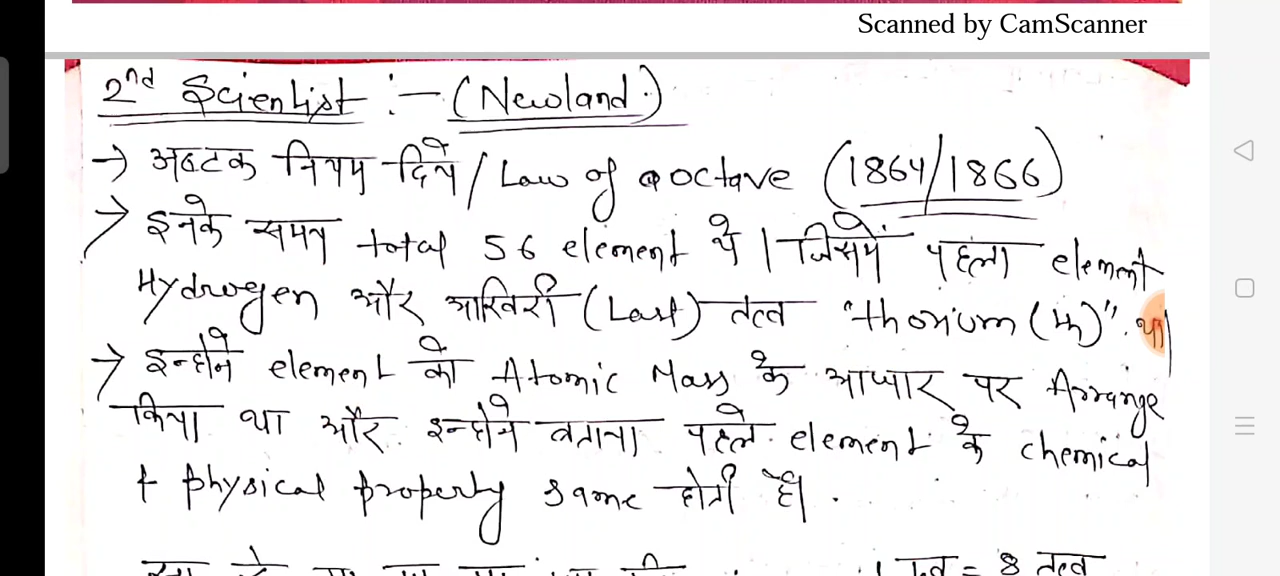 Scanned by CamScanner
2nd Scientist :- (Newland)
→ अष्टक नियम दिये / Law of octave (1864/1866)
→ इनके समय total 56 element थे । जिसमें पहला element
Hydrogen और आखिरी (Last) तत्व "thorium (Th)" था
→ इन्होंने element को Atomic Mass के आधार पर Arrange
किया था और इन्होंने बताया पहले element के chemical
+ physical property same होती है।
= 8 तत्व